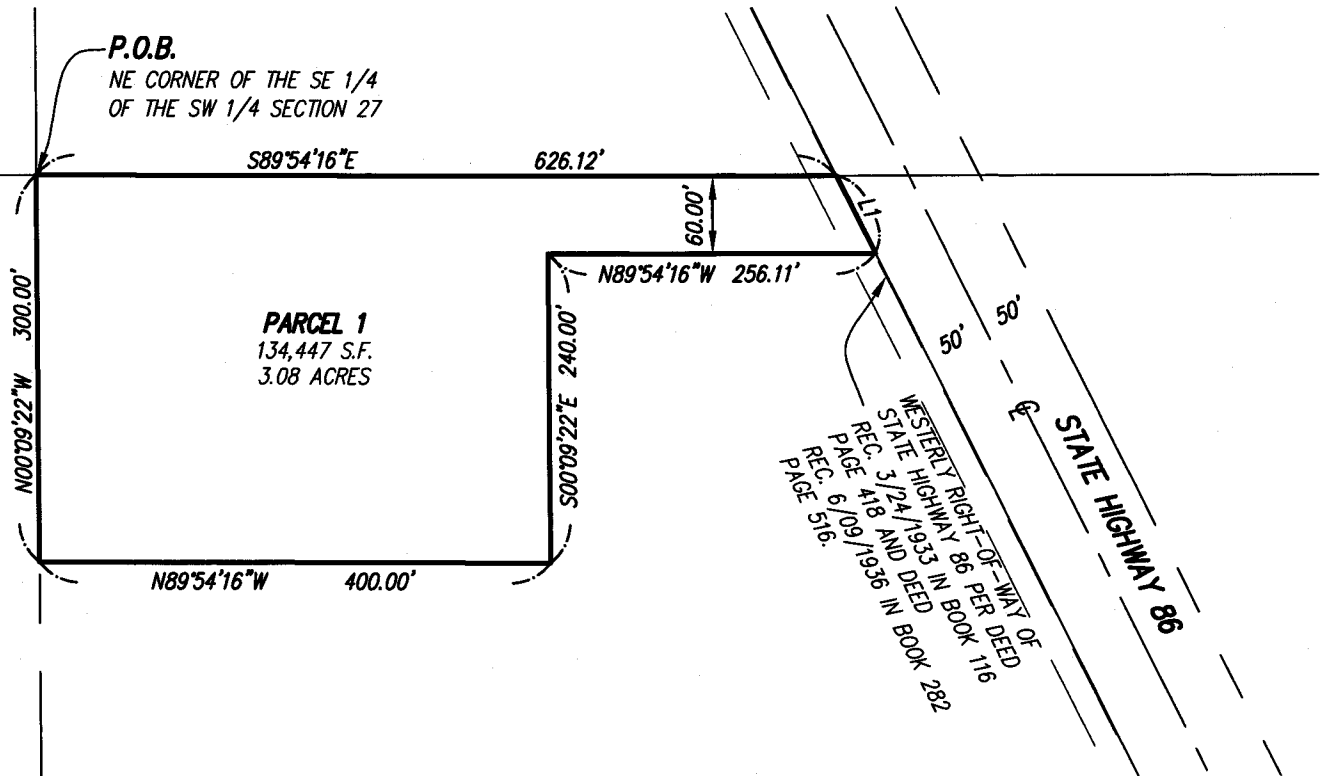 P.O.B.
NE CORNER OF THE SE 1/4
OF THE SW 1/4 SECTION 27
S89°54'16"E 626.12'
L1
60.00'
N89°54'16"W 256.11'
N00°09'22"W 300.00'
PARCEL 1
134,447 S.F.
3.08 ACRES
S00°09'22"E 240.00'
N89°54'16"W 400.00'
50'
50'
℄
STATE HIGHWAY 86
WESTERLY RIGHT-OF-WAY OF
STATE HIGHWAY 86 PER DEED
REC. 3/24/1933 IN BOOK 116
PAGE 418 AND DEED
REC. 6/09/1936 IN BOOK 282
PAGE 516.